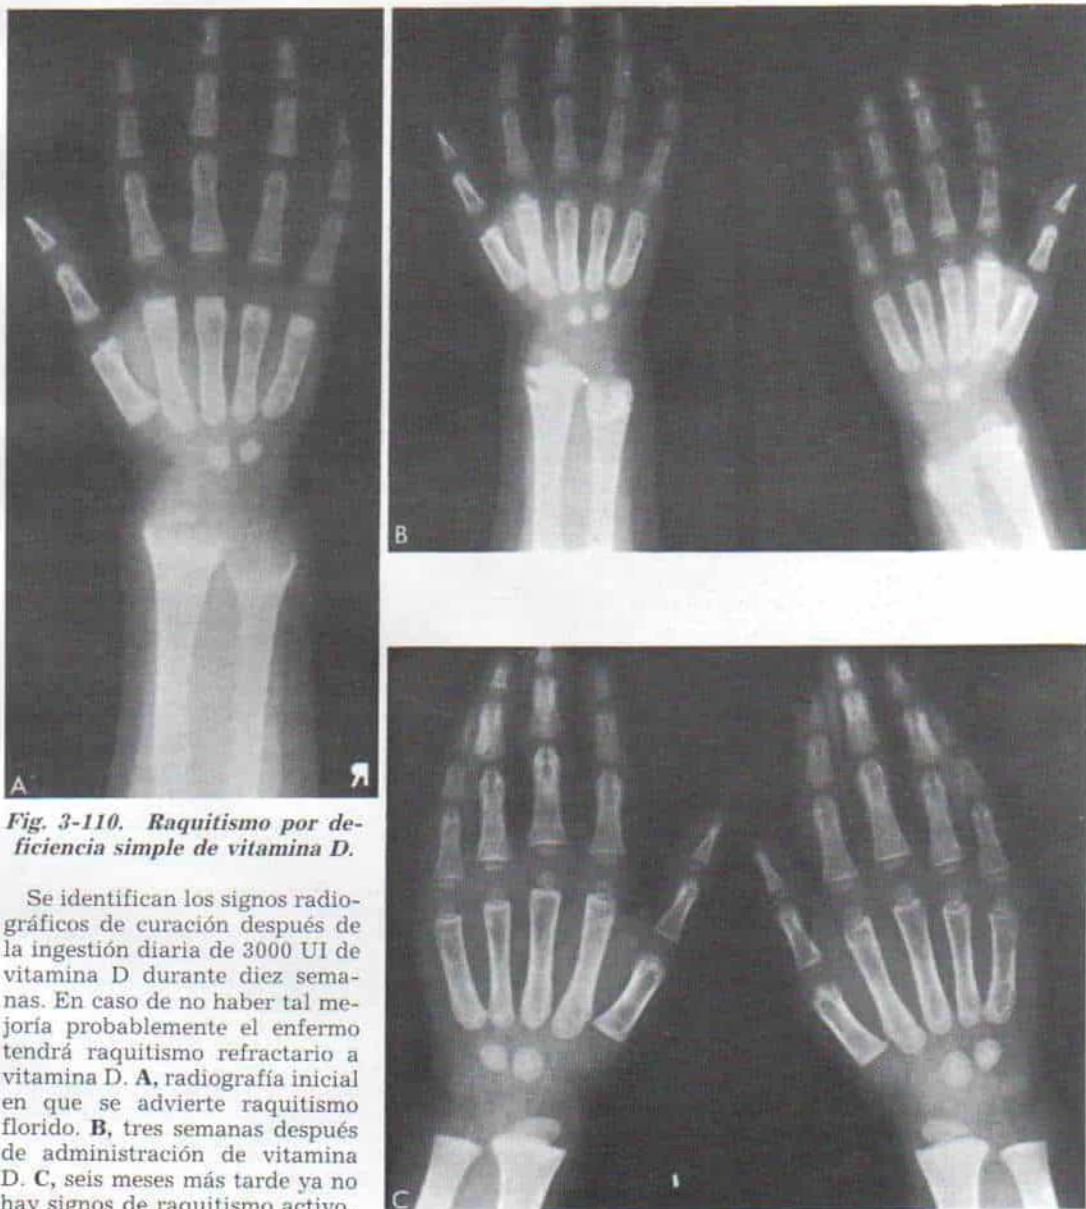 A
B
Fig. 3-110. Raquitismo por de-
ficiencia simple de vitamina D.
Se identifican los signos radio-
gráficos de curación después de
la ingestión diaria de 3000 UI de
vitamina D durante diez sema-
nas. En caso de no haber tal me-
joría probablemente el enfermo
tendrá raquitismo refractario a
vitamina D. A, radiografía inicial
en que se advierte raquitismo
florido. B, tres semanas después
de administración de vitamina
D. C, seis meses más tarde ya no
hay signos de raquitismo activo.
C